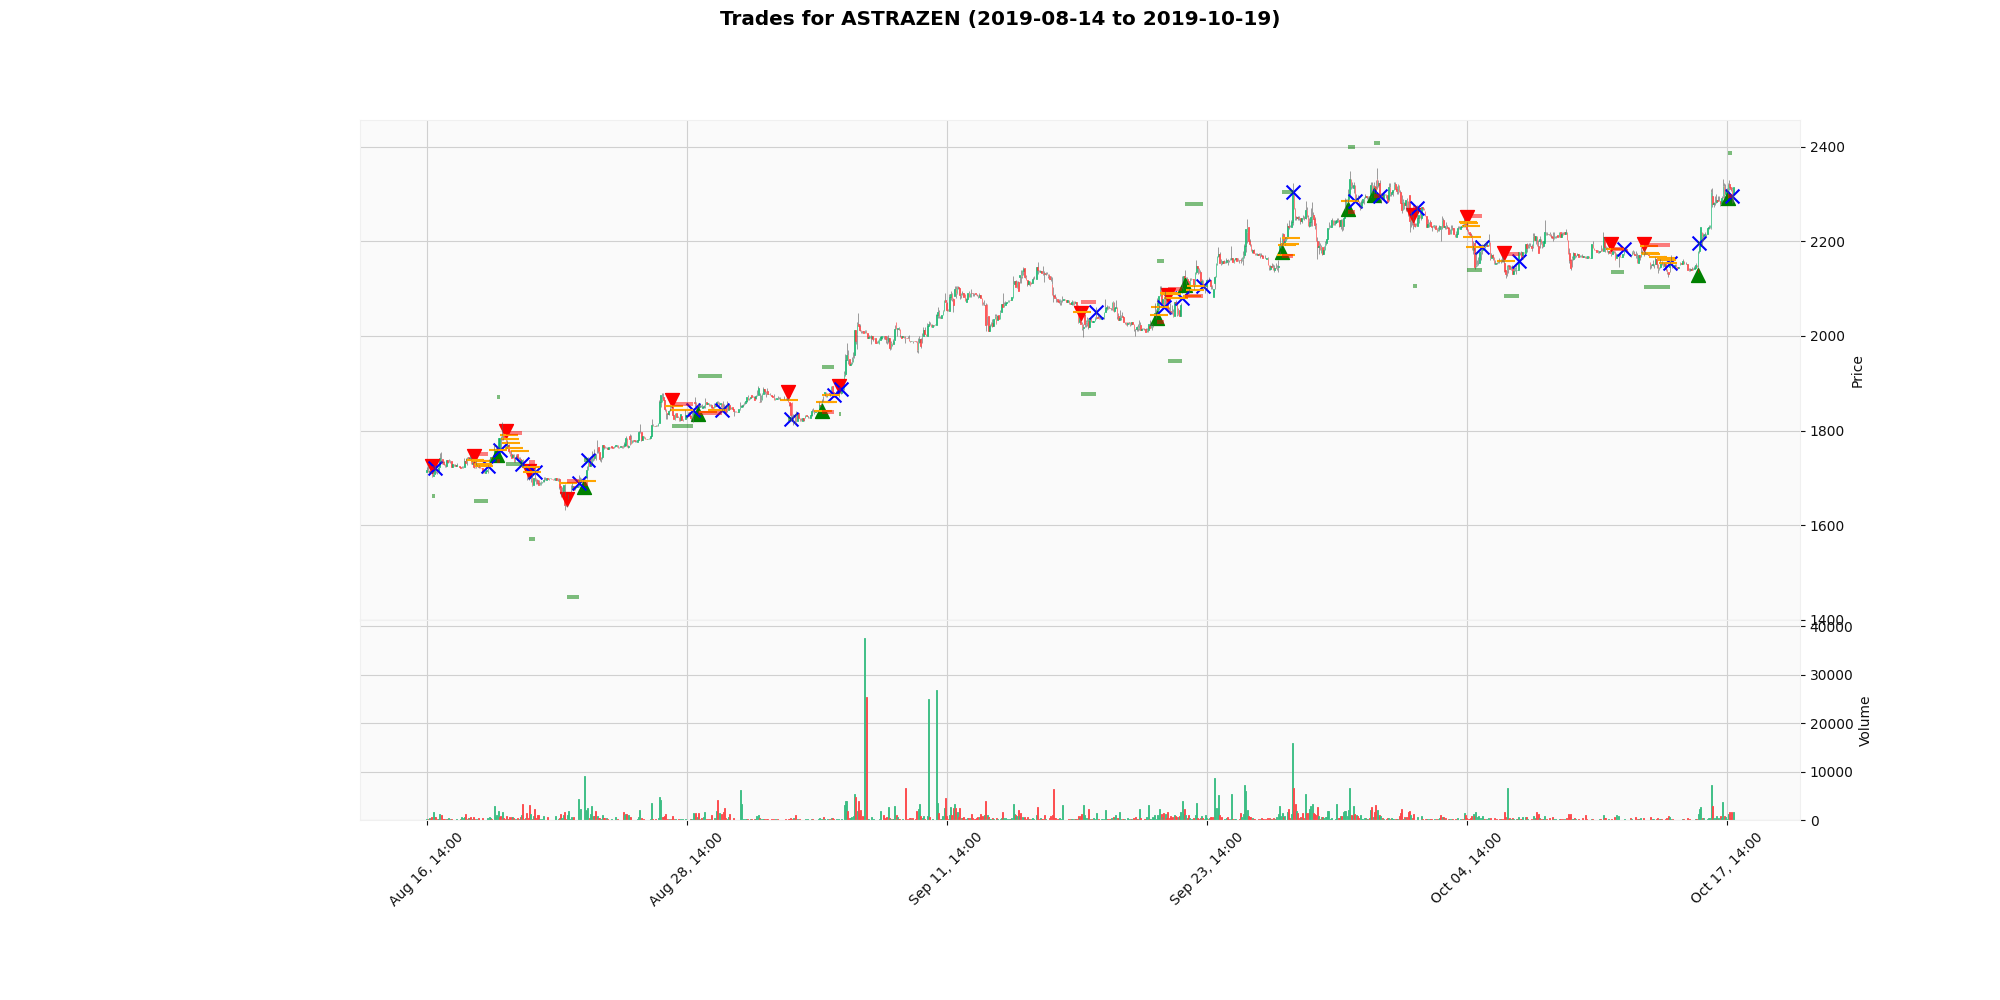 Trades for ASTRAZEN (2019-08-14 to 2019-10-19)
2400
2200
2000
1800
1600
1400
Price
40000
30000
20000
10000
0
Volume
Aug 16, 14:00
Aug 28, 14:00
Sep 11, 14:00
Sep 23, 14:00
Oct 04, 14:00
Oct 17, 14:00